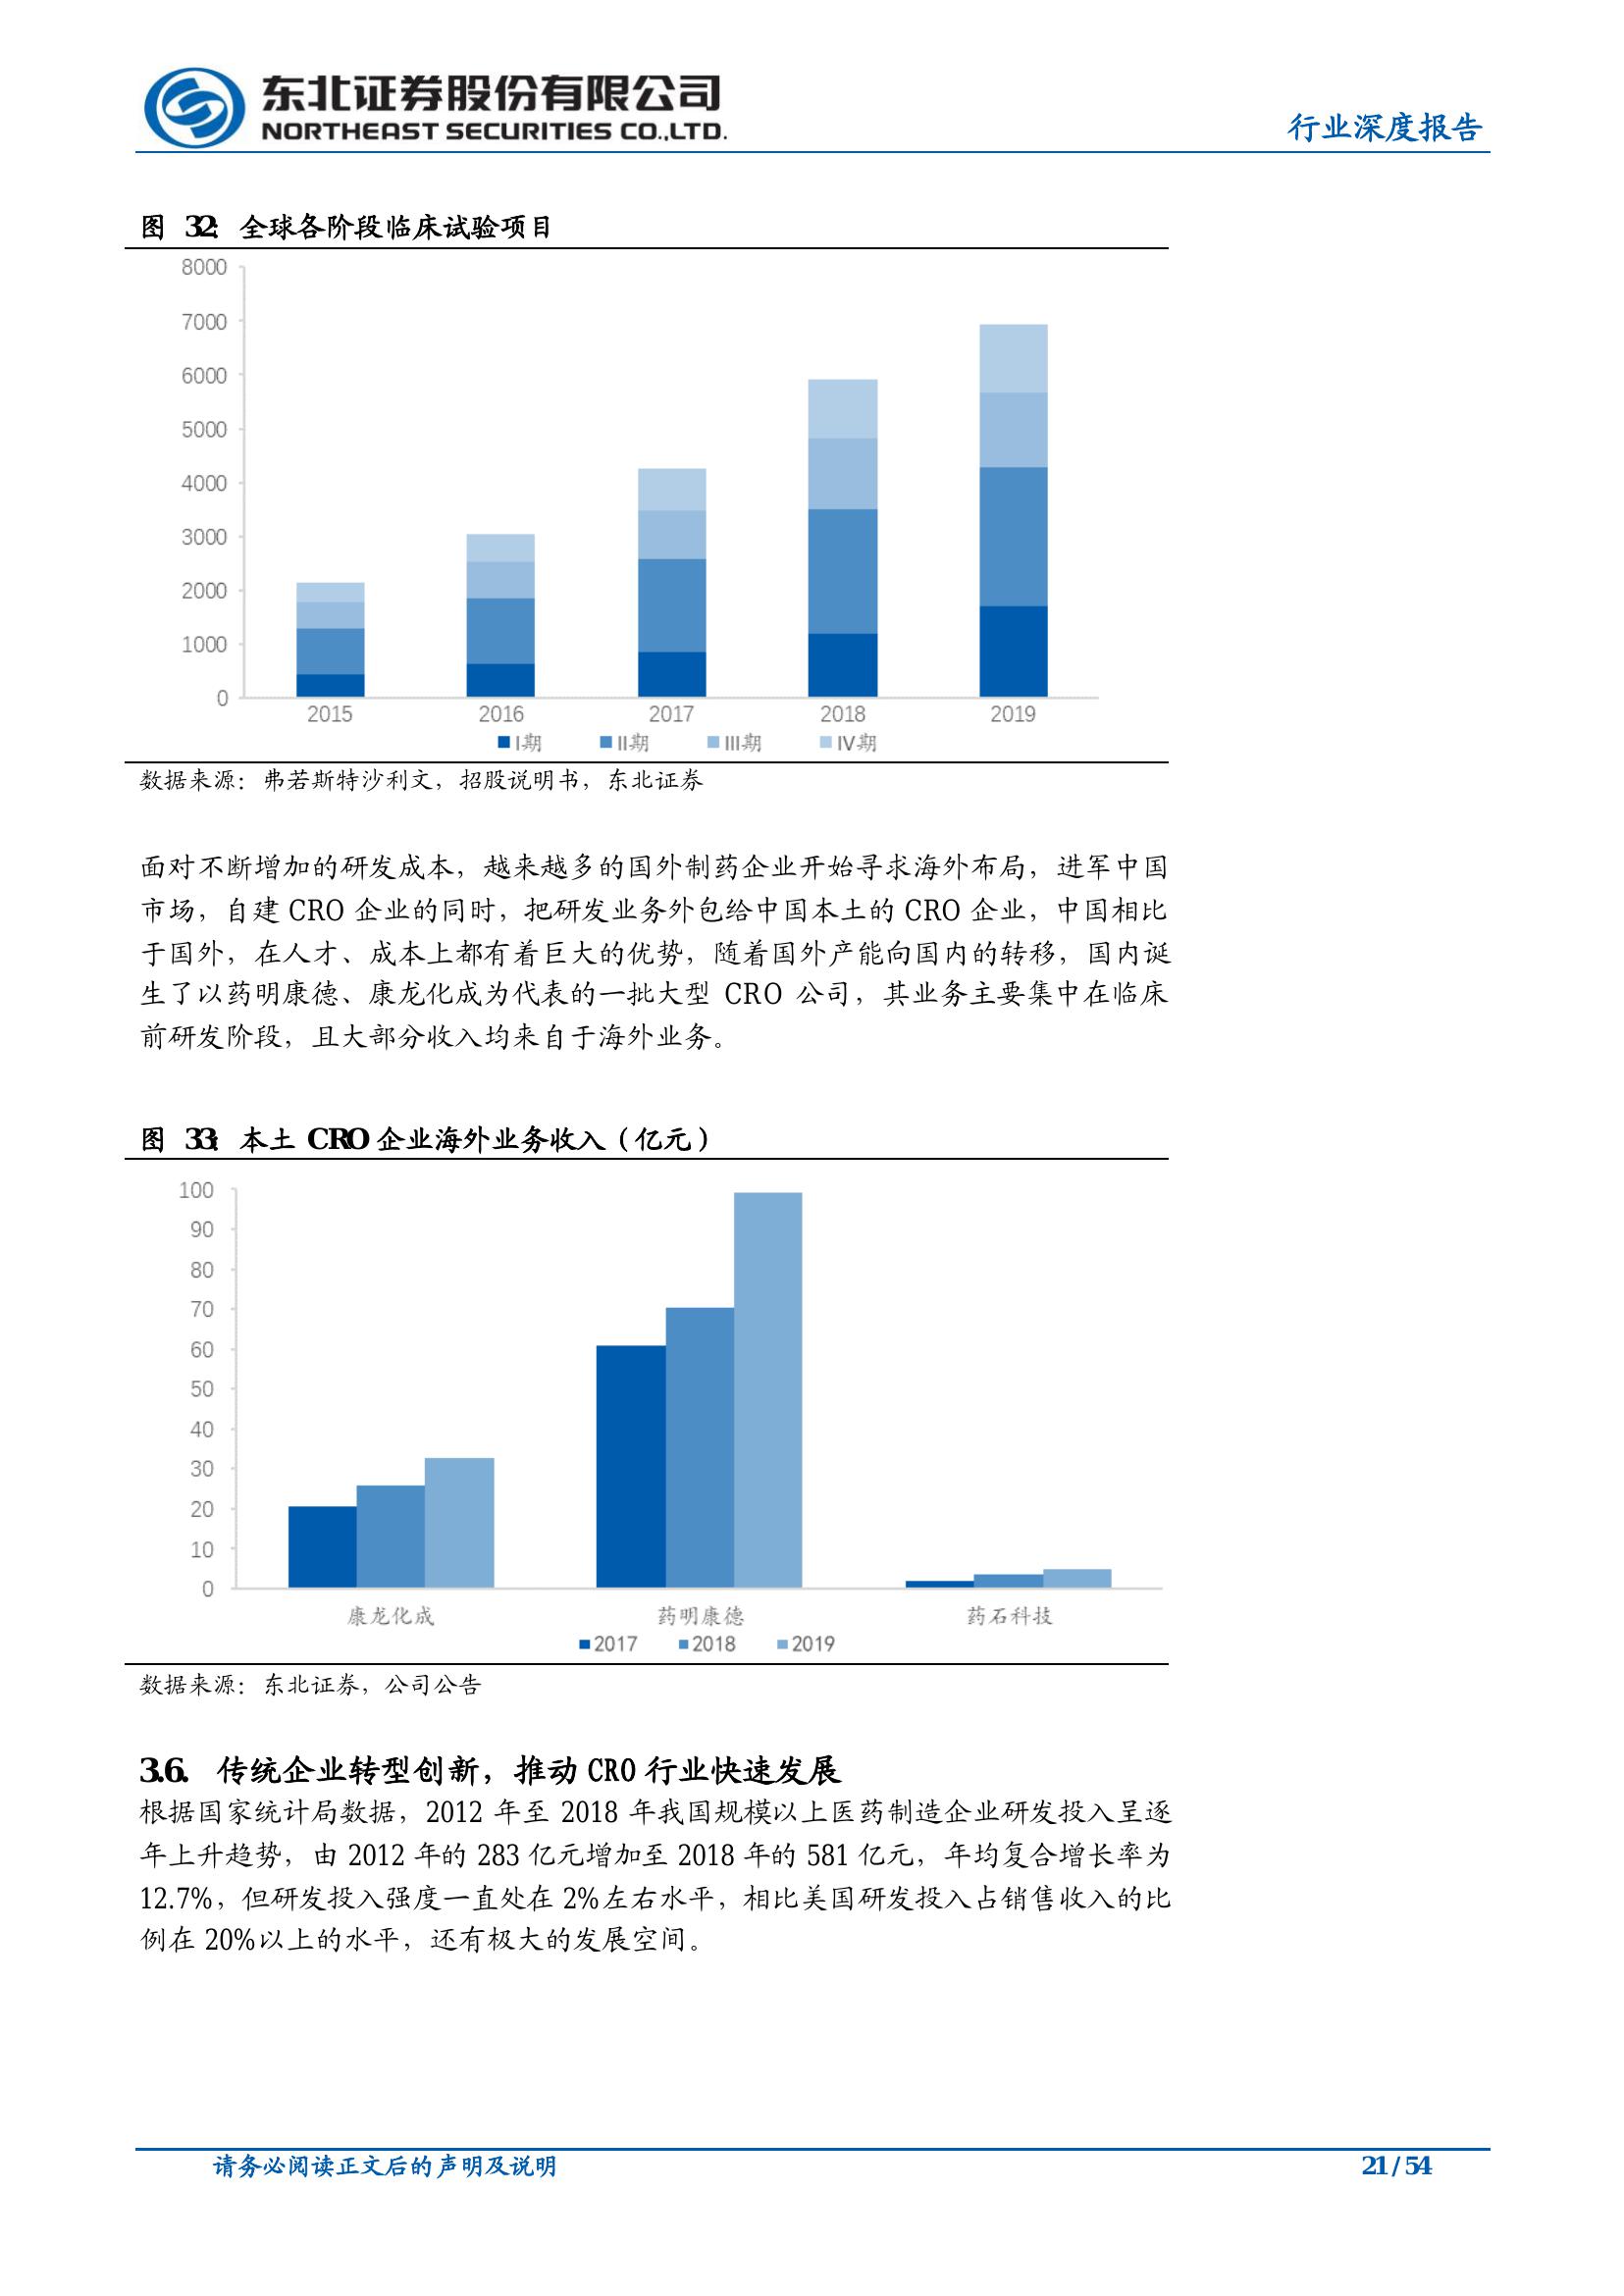 东北证券股份有限公司
NORTHEAST SECURITIES CO.,LTD.
行业深度报告
图 32: 全球各阶段临床试验项目
8000
7000
6000
5000
4000
3000
2000
1000
0
2015 2016 2017 2018 2019
I期 II期 III期 IV期
数据来源：弗若斯特沙利文，招股说明书，东北证券
面对不断增加的研发成本，越来越多的国外制药企业开始寻求海外布局，进军中国
市场，自建 CRO 企业的同时，把研发业务外包给中国本土的 CRO 企业，中国相比
于国外，在人才、成本上都有着巨大的优势，随着国外产能向国内的转移，国内诞
生了以药明康德、康龙化成为代表的一批大型 CRO 公司，其业务主要集中在临床
前研发阶段，且大部分收入均来自于海外业务。
图 33: 本土 CRO 企业海外业务收入（亿元）
100
90
80
70
60
50
40
30
20
10
0
康龙化成 药明康德 药石科技
2017 2018 2019
数据来源：东北证券，公司公告
3.6. 传统企业转型创新，推动 CRO 行业快速发展
根据国家统计局数据，2012 年至 2018 年我国规模以上医药制造企业研发投入呈逐
年上升趋势，由 2012 年的 283 亿元增加至 2018 年的 581 亿元，年均复合增长率为
12.7%，但研发投入强度一直处在 2%左右水平，相比美国研发投入占销售收入的比
例在 20%以上的水平，还有极大的发展空间。
请务必阅读正文后的声明及说明
21 / 54